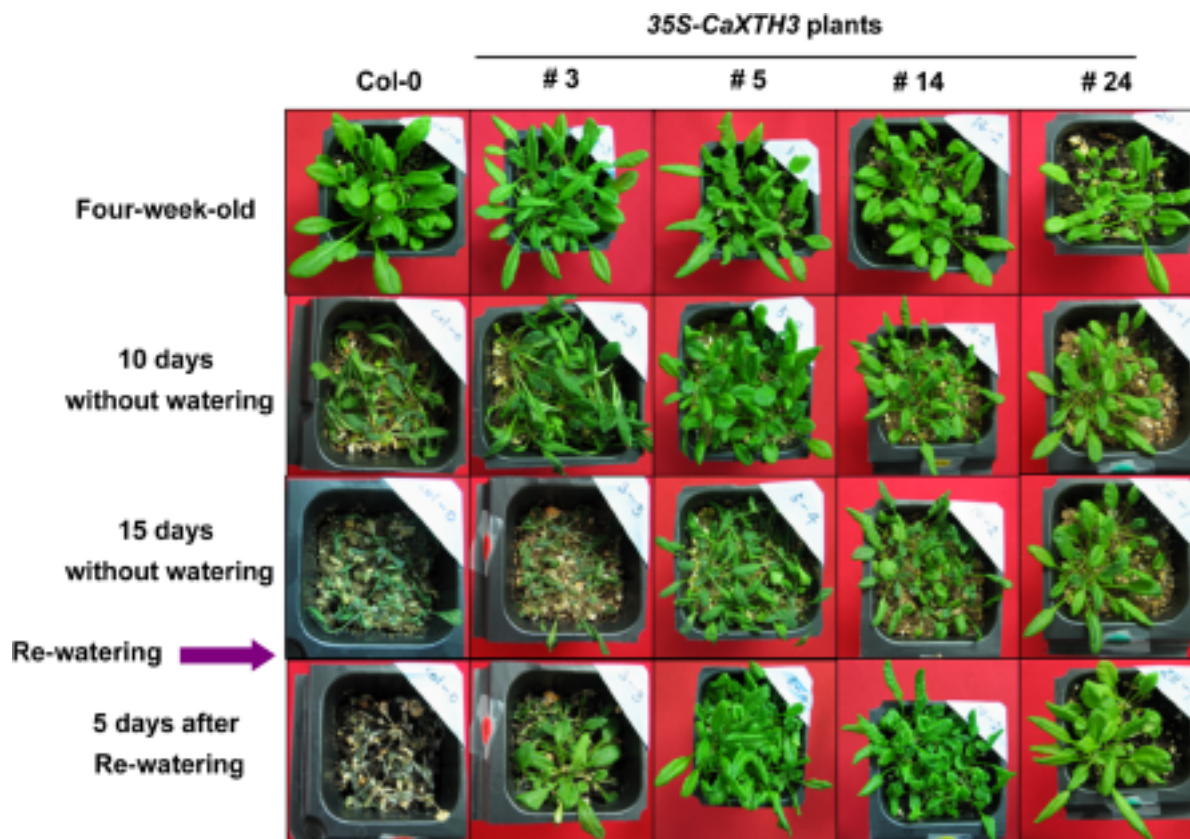 35S-CaXTH3 plants
Col-0 # 3 # 5 # 14 # 24
Four-week-old
10 days
without watering
15 days
without watering
Re-watering
5 days after
Re-watering